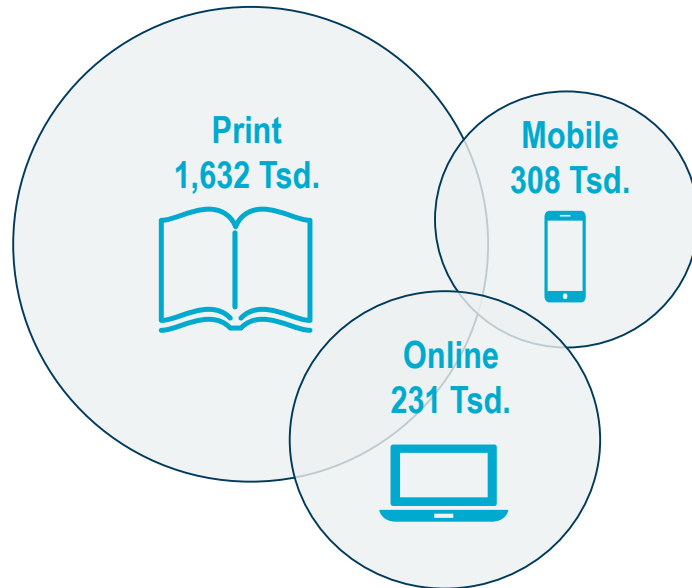 Print
1,632 Tsd.
Mobile
308 Tsd.
Online
231 Tsd.